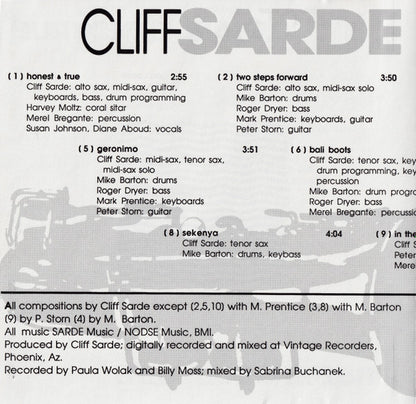 CLIFFSARDE
(1) honest & true 2:55
Cliff Sarde: alto sax, midi-sax, guitar,
keyboards, bass, drum programming
Harvey Moltz: coral sitar
Merel Bregante: percussion
Susan Johnson, Diane Aboud: vocals
(2) two steps forward 3:50
Cliff Sarde: alto sax, midi-sax solo
Mike Barton: drums
Roger Dryer: bass
Mark Prentice: keyboards, guitar
Peter Storn: guitar
(5) geronimo 3:51
Cliff Sarde: midi-sax, tenor sax,
midi-sax solo
Mike Barton: drums
Roger Dryer: bass
Mark Prentice: keyboards
Peter Storn: guitar
(6) bali boots
Cliff Sarde: tenor sax, key
drum programming, key
percussion
Mike Barton: drum progra
Roger Dryer: bass
Merel Bregante: percussion
(8) sekenya 4:04
Cliff Sarde: tenor sax
Mike Barton: drums, keybass
(9) in the
Cliff S
Peter
Merel
Mike
All compositions by Cliff Sarde except (2,5,10) with M. Prentice (3,8) with M. Barton
(9) by P. Storn (4) by M. Barton.
All music SARDE Music / NODSE Music, BMI.
Produced by Cliff Sarde; digitally recorded and mixed at Vintage Recorders,
Phoenix, Az.
Recorded by Paula Wolak and Billy Moss; mixed by Sabrina Buchanek.